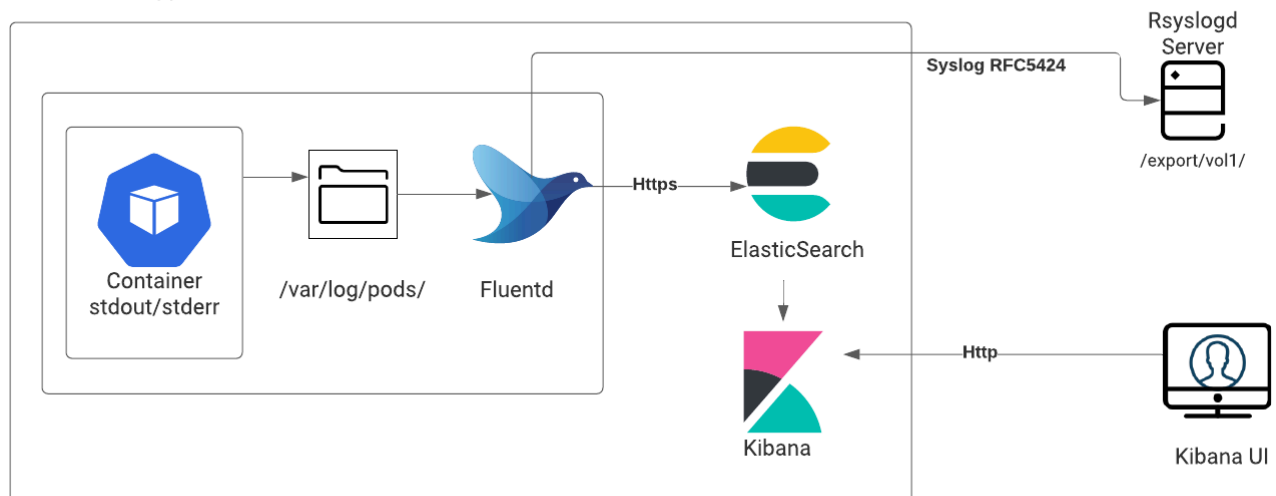 Rsyslogd
Server
Syslog RFC5424
/export/vol1/
Https
ElasticSearch
Container
stdout/stderr
/var/log/pods/
Fluentd
Http
Kibana
Kibana UI